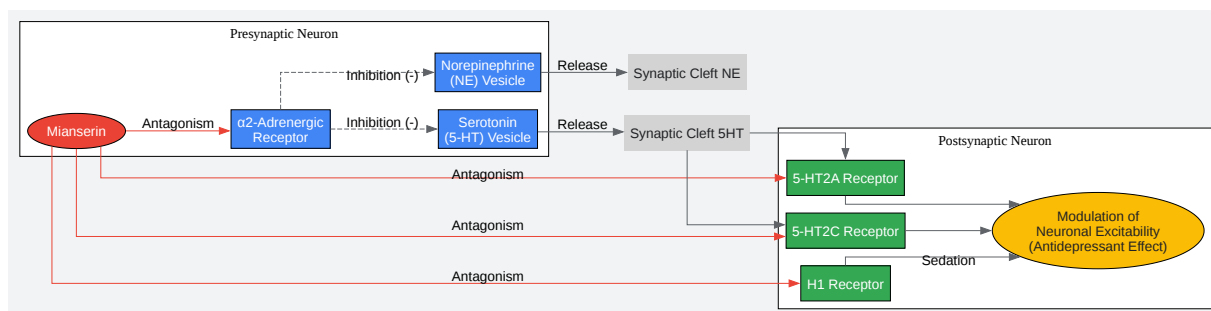 Presynaptic Neuron
Norepinephrine
(NE) Vesicle
Release
Synaptic Cleft NE
Inhibition (-)
Mianserin
Antagonism
α2-Adrenergic
Receptor
Inhibition (-)
Serotonin
(5-HT) Vesicle
Release
Synaptic Cleft 5HT
Postsynaptic Neuron
Antagonism
5-HT2A Receptor
Antagonism
5-HT2C Receptor
Modulation of
Neuronal Excitability
(Antidepressant Effect)
Sedation
Antagonism
H1 Receptor